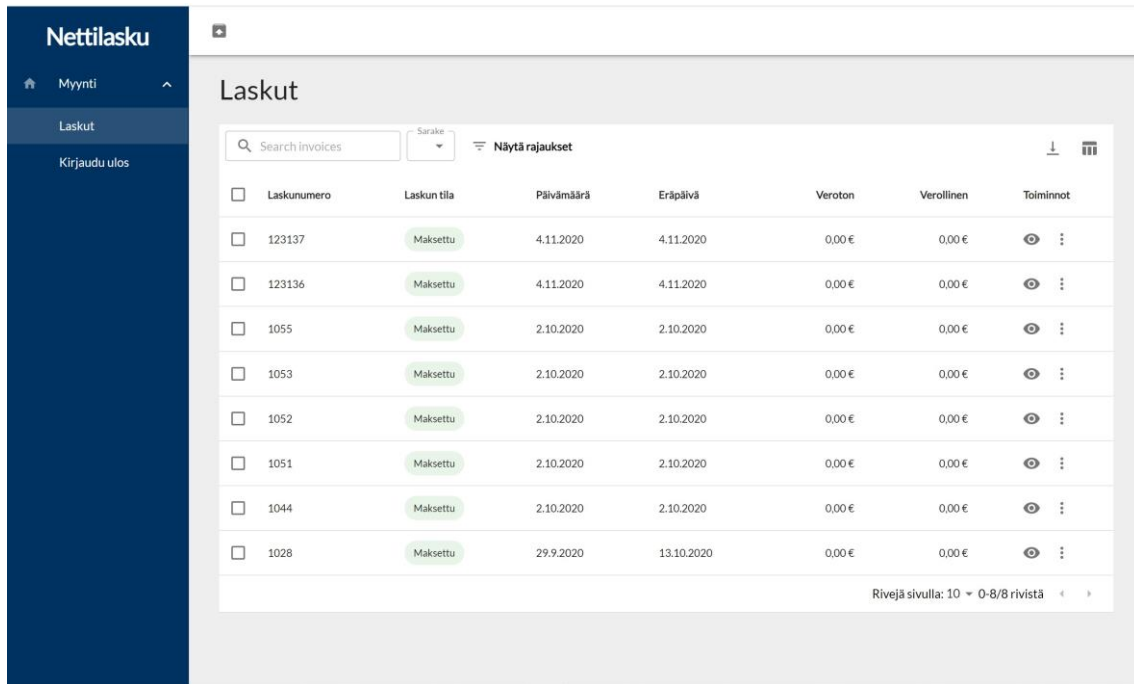 Nettilasku
Myynti
Laskut
Kirjaudu ulos
Laskut
Search invoices Sarake Näytä rajaukset
Laskunumero Laskun tila Päivämäärä Eräpäivä Veroton Verollinen Toiminnot
123137 Maksettu 4.11.2020 4.11.2020 0,00 € 0,00 €
123136 Maksettu 4.11.2020 4.11.2020 0,00 € 0,00 €
1055 Maksettu 2.10.2020 2.10.2020 0,00 € 0,00 €
1053 Maksettu 2.10.2020 2.10.2020 0,00 € 0,00 €
1052 Maksettu 2.10.2020 2.10.2020 0,00 € 0,00 €
1051 Maksettu 2.10.2020 2.10.2020 0,00 € 0,00 €
1044 Maksettu 2.10.2020 2.10.2020 0,00 € 0,00 €
1028 Maksettu 29.9.2020 13.10.2020 0,00 € 0,00 €
Rivejä sivulla: 10 0-8/8 rivistä